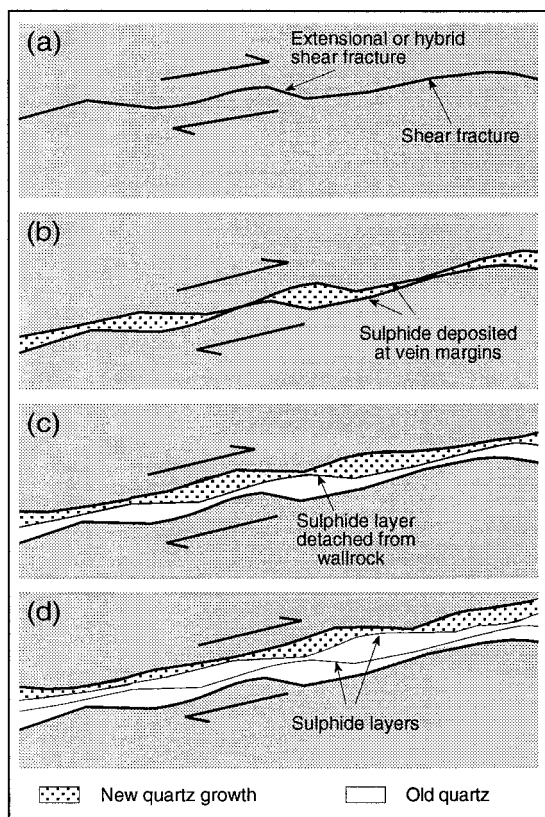 (a)
Extensional or hybrid
shear fracture
Shear fracture
(b)
Sulphide deposited
at vein margins
(c)
Sulphide layer
detached from
wallrock
(d)
Sulphide layers
New quartz growth
Old quartz